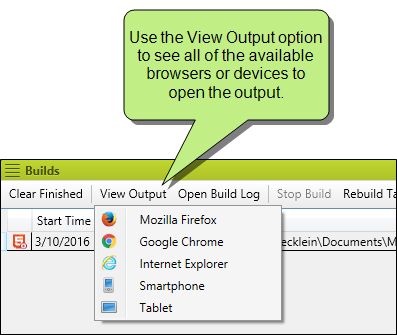 Use the View Output option
to see all of the available
browsers or devices to
open the output.
Builds
Clear Finished View Output Open Build Log Stop Build Rebuild Ta
Start Time
3/10/2016 ecklein\Documents\M
Mozilla Firefox
Google Chrome
Internet Explorer
Smartphone
Tablet